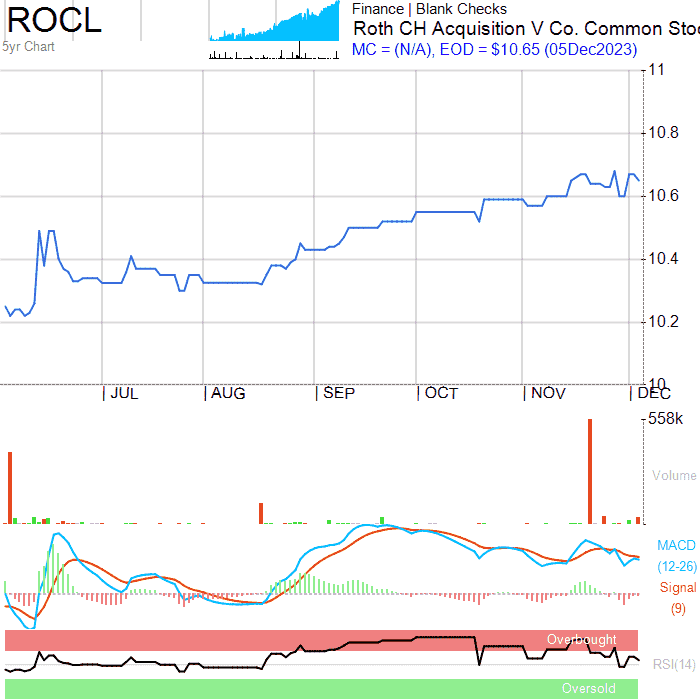 ROCL
5yr Chart
Finance | Blank Checks
Roth CH Acquisition V Co. Common Sto
MC = (N/A), EOD = $10.65 (05Dec2023)
11
10.8
10.6
10.4
10.2
10
| JUL | AUG | SEP | OCT | NOV | DEC
558k
Volume
MACD
(12-26)
Signal
(9)
Overbought
RSI(14)
Oversold